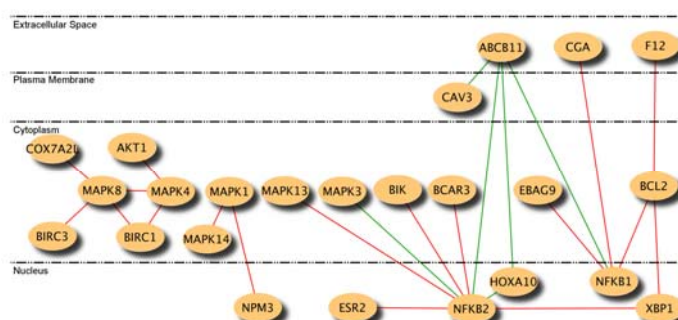 Extracellular Space
ABCB11 CGA F12
Plasma Membrane
CAV3
Cytoplasm
COX7A2L AKT1
MAPK8 MAPK4 MAPK1 MAPK13 MAPK3 BIK BCAR3 EBAG9 BCL2
BIRC3 BIRC1 MAPK14
Nucleus
HOXA10 NFKB1
NPM3 ESR2 NFKB2 XBP1